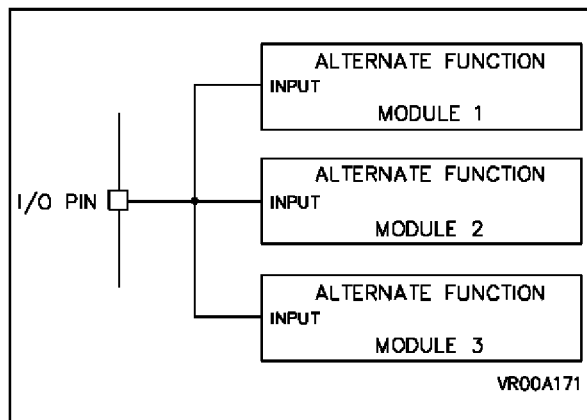 ALTERNATE FUNCTION
INPUT
MODULE 1
I/O PIN
ALTERNATE FUNCTION
INPUT
MODULE 2
ALTERNATE FUNCTION
INPUT
MODULE 3
VR00A171